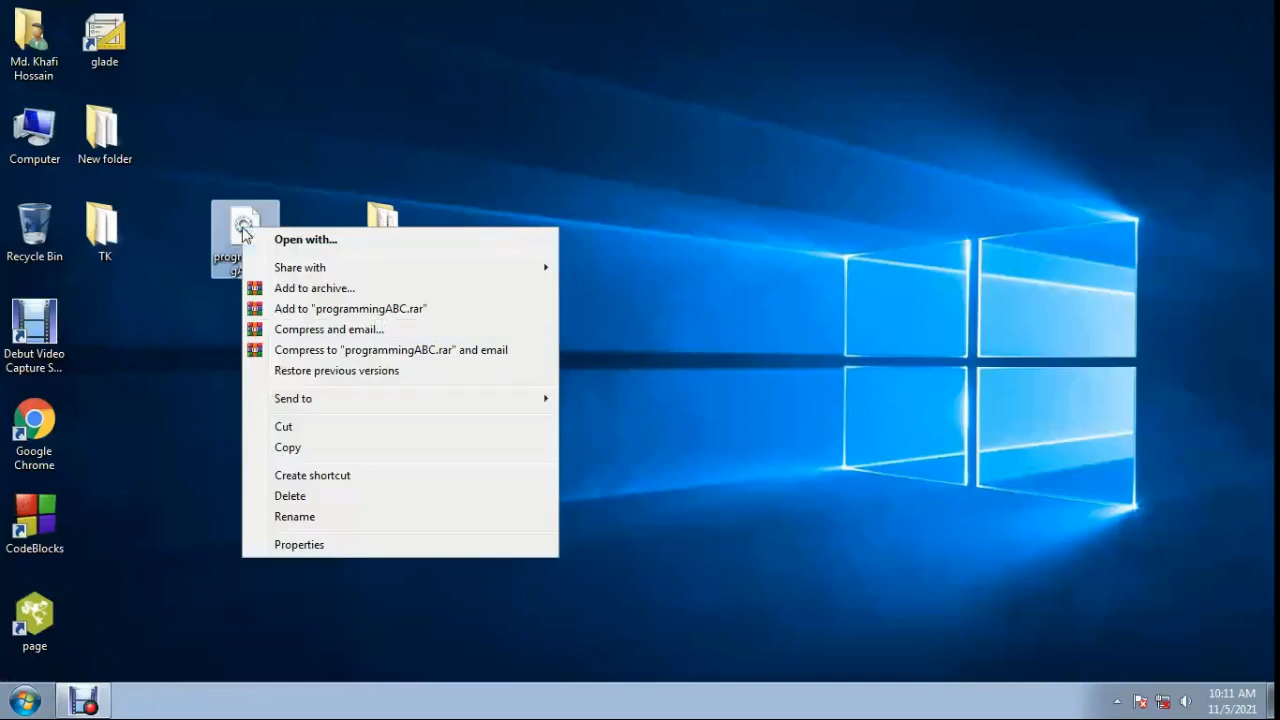 Md. Khafi
Hossain
glade
Computer
New folder
Recycle Bin
TK
Debut Video
Capture S...
Google
Chrome
CodeBlocks
page
Open with...
Share with
Add to archive...
Add to "programmingABC.rar"
Compress and email...
Compress to "programmingABC.rar" and email
Restore previous versions
Send to
Cut
Copy
Create shortcut
Delete
Rename
Properties
10:11 AM
11/5/2021